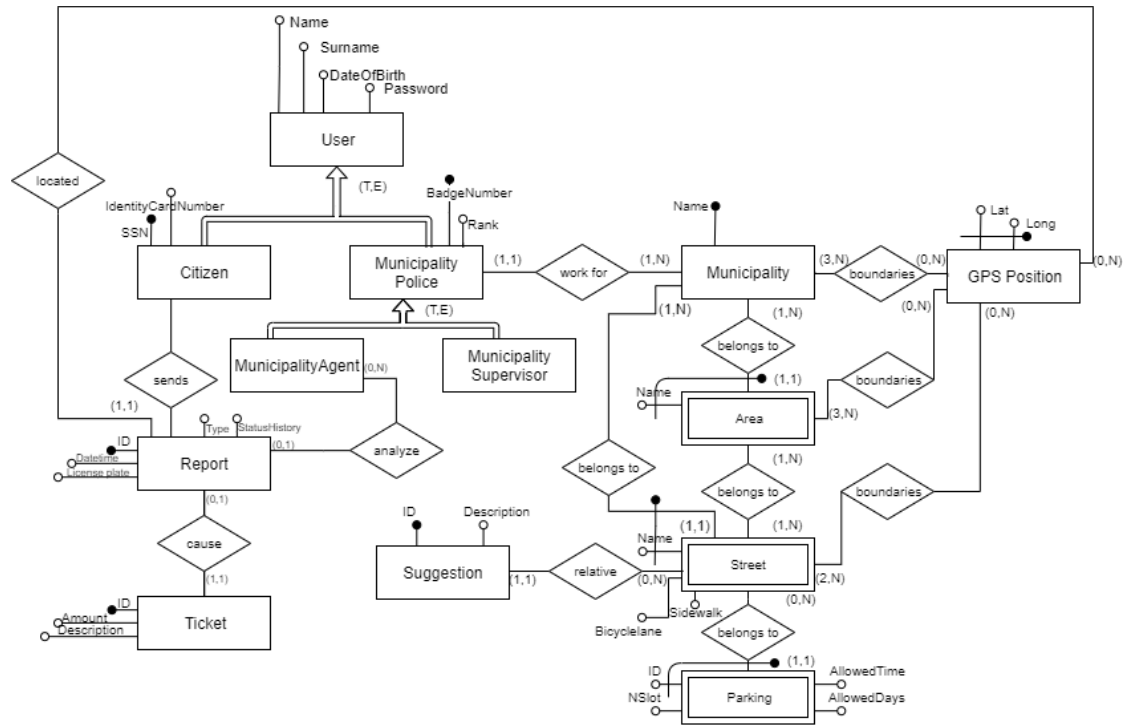 Name
Surname
DateOfBirth
Password
User
located
(T,E)
BadgeNumber
IdentityCardNumber
SSN
Rank
Name
Lat
Long
Citizen
Municipality
Police
(1,1)
work for
(1,N)
Municipality
(3,N)
boundaries
(0,N)
GPS Position
(0,N)
(T,E)
(1,N)
(1,N)
(0,N)
(0,N)
MunicipalityAgent
(0,N)
Municipality
Supervisor
belongs to
sends
(1,1)
Name
(1,1)
boundaries
Area
(3,N)
ID
Type
StatusHistory
Datetime
License plate
Report
(0,1)
analyze
(1,N)
belongs to
belongs to
boundaries
(0,1)
cause
ID
Description
(1,1)
(1,N)
Name
Suggestion
(1,1)
relative
(0,N)
Street
(2,N)
(1,1)
Sidewalk
(0,N)
Bicyclelane
belongs to
ID
Amount
Description
Ticket
(1,1)
ID
NSlot
Parking
AllowedTime
AllowedDays